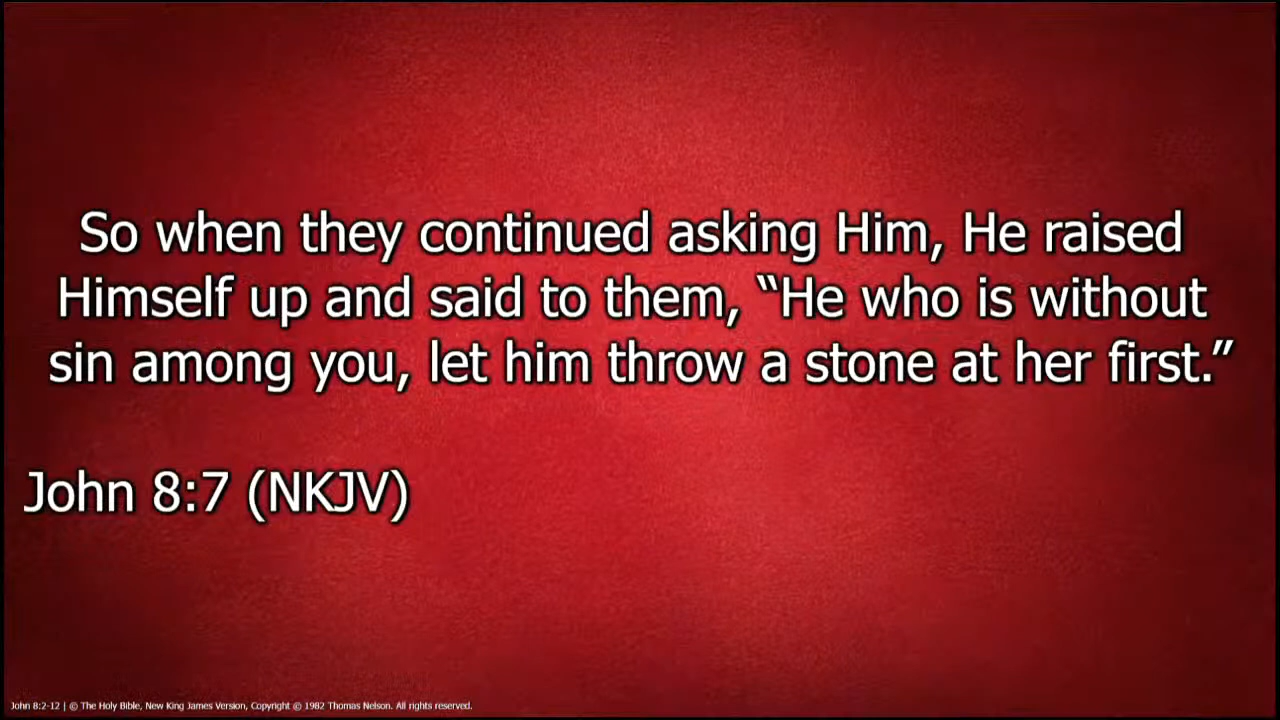 So when they continued asking Him, He raised
Himself up and said to them, “He who is without
sin among you, let him throw a stone at her first.”
John 8:7 (NKJV)
John 8:2-12 | © The Holy Bible, New King James Version, Copyright © 1982 Thomas Nelson. All rights reserved.